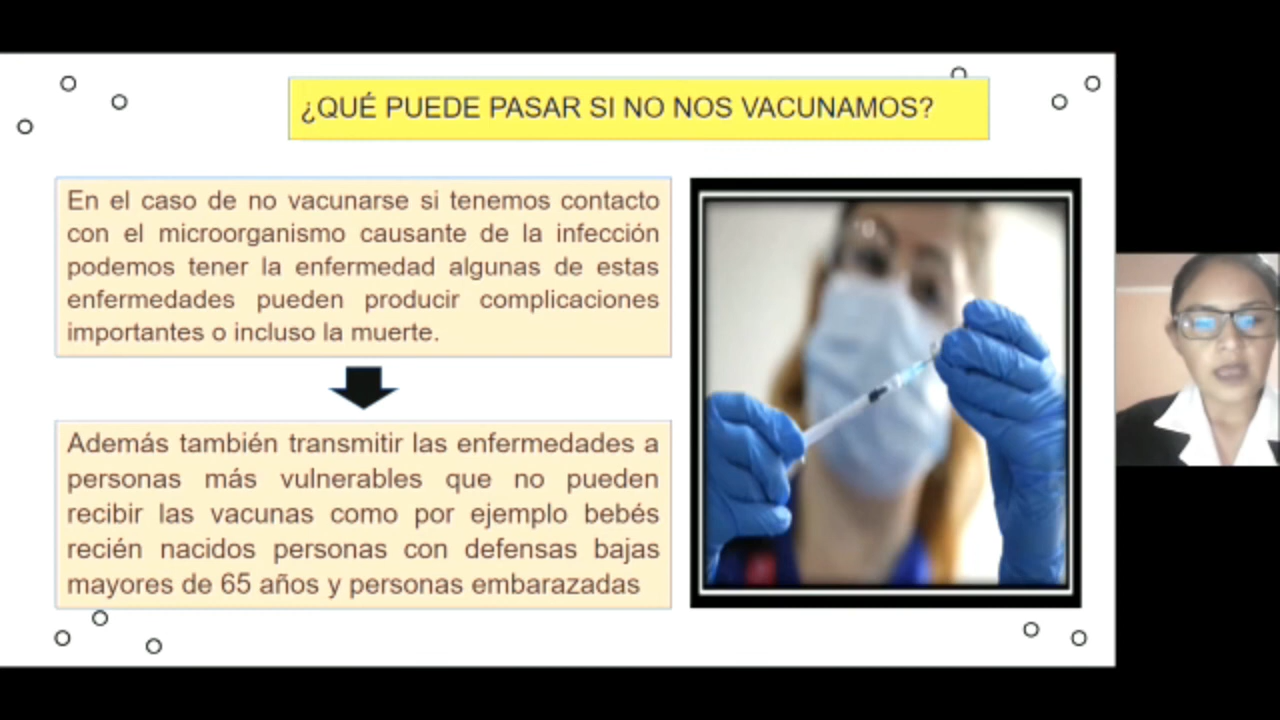 ¿QUÉ PUEDE PASAR SI NO NOS VACUNAMOS?
En el caso de no vacunarse si tenemos contacto
con el microorganismo causante de la infección
podemos tener la enfermedad algunas de estas
enfermedades pueden producir complicaciones
importantes o incluso la muerte.
Además también transmitir las enfermedades a
personas más vulnerables que no pueden
recibir las vacunas como por ejemplo bebés
recién nacidos personas con defensas bajas
mayores de 65 años y personas embarazadas